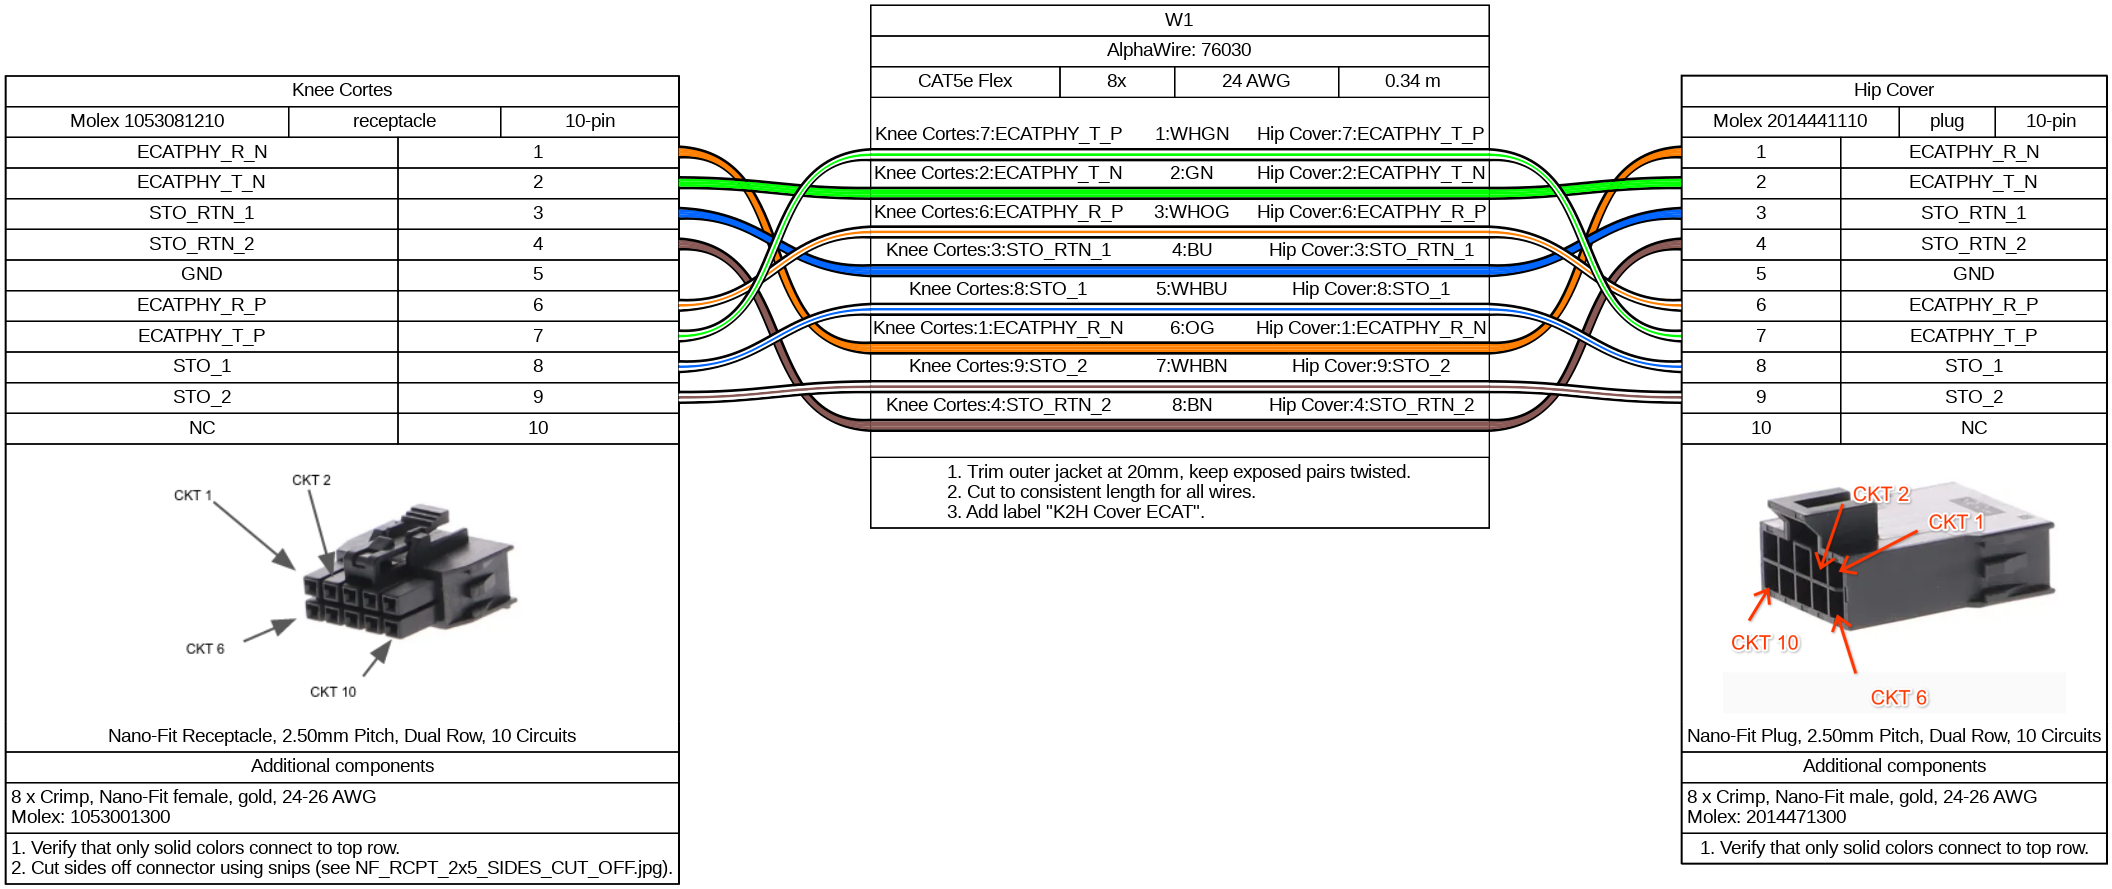 Knee Cortes
Molex 1053081210 receptacle 10-pin
ECATPHY_R_N 1
ECATPHY_T_N 2
STO_RTN_1 3
STO_RTN_2 4
GND 5
ECATPHY_R_P 6
ECATPHY_T_P 7
STO_1 8
STO_2 9
NC 10
CKT 1
CKT 2
CKT 6
CKT 10
Nano-Fit Receptacle, 2.50mm Pitch, Dual Row, 10 Circuits
Additional components
8 x Crimp, Nano-Fit female, gold, 24-26 AWG
Molex: 1053001300
1. Verify that only solid colors connect to top row.
2. Cut sides off connector using snips (see NF_RCPT_2x5_SIDES_CUT_OFF.jpg).
W1
AlphaWire: 76030
CAT5e Flex 8x 24 AWG 0.34 m
Knee Cortes:7:ECATPHY_T_P 1:WHGN Hip Cover:7:ECATPHY_T_P
Knee Cortes:2:ECATPHY_T_N 2:GN Hip Cover:2:ECATPHY_T_N
Knee Cortes:6:ECATPHY_R_P 3:WHOG Hip Cover:6:ECATPHY_R_P
Knee Cortes:3:STO_RTN_1 4:BU Hip Cover:3:STO_RTN_1
Knee Cortes:8:STO_1 5:WHBU Hip Cover:8:STO_1
Knee Cortes:1:ECATPHY_R_N 6:OG Hip Cover:1:ECATPHY_R_N
Knee Cortes:9:STO_2 7:WHBN Hip Cover:9:STO_2
Knee Cortes:4:STO_RTN_2 8:BN Hip Cover:4:STO_RTN_2
1. Trim outer jacket at 20mm, keep exposed pairs twisted.
2. Cut to consistent length for all wires.
3. Add label "K2H Cover ECAT".
Hip Cover
Molex 2014441110 plug 10-pin
1 ECATPHY_R_N
2 ECATPHY_T_N
3 STO_RTN_1
4 STO_RTN_2
5 GND
6 ECATPHY_R_P
7 ECATPHY_T_P
8 STO_1
9 STO_2
10 NC
CKT 2
CKT 1
CKT 10
CKT 6
Nano-Fit Plug, 2.50mm Pitch, Dual Row, 10 Circuits
Additional components
8 x Crimp, Nano-Fit male, gold, 24-26 AWG
Molex: 2014471300
1. Verify that only solid colors connect to top row.